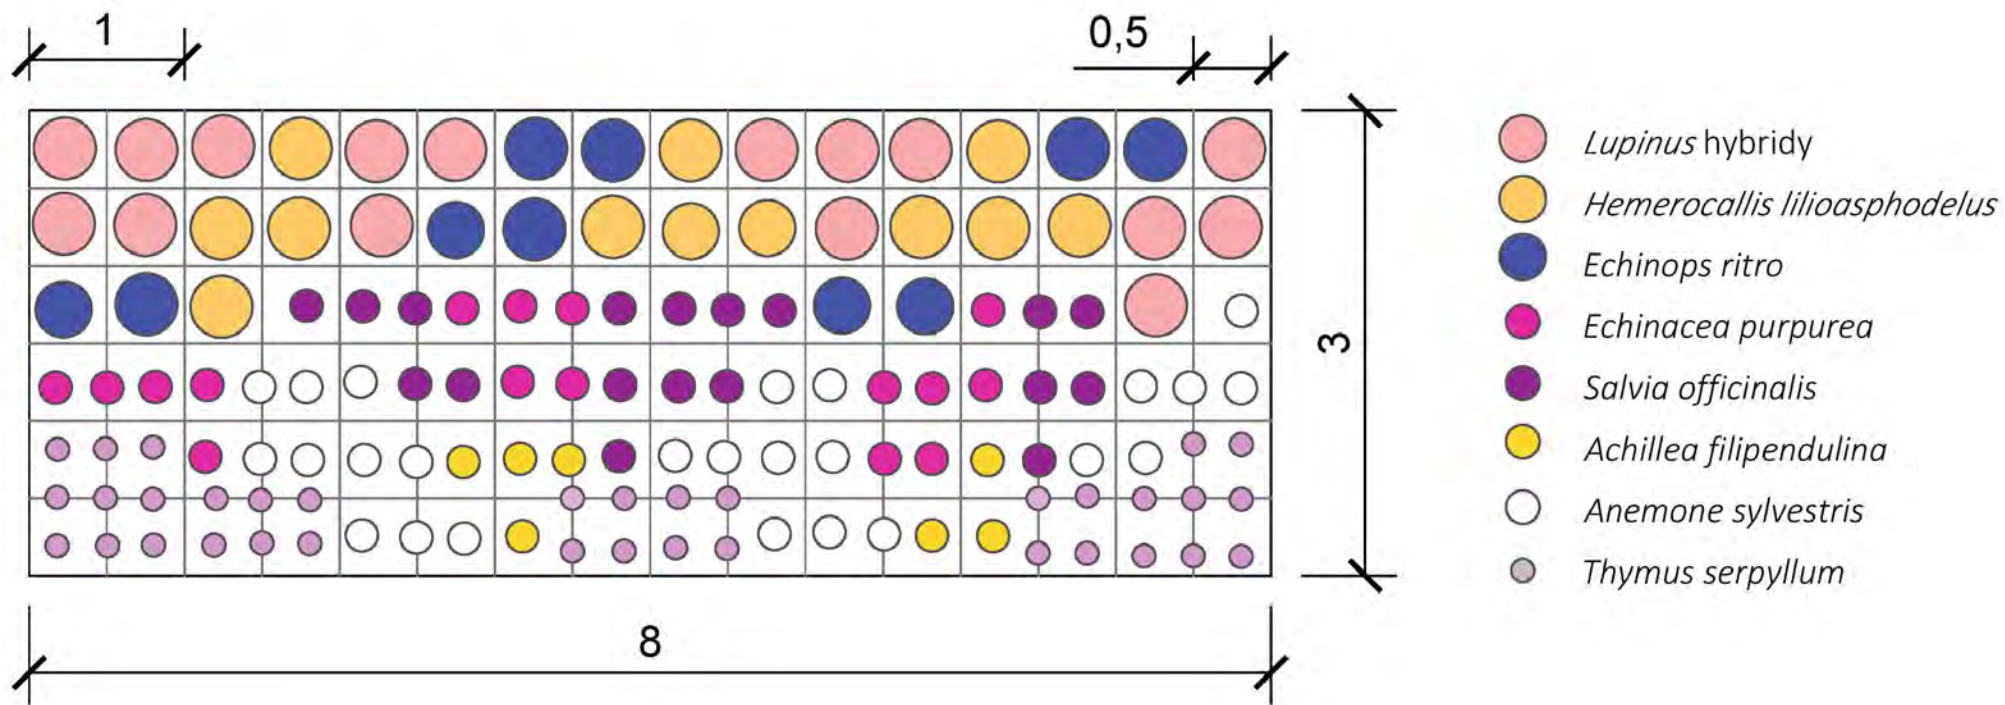 1
0,5
Lupinus hybridy
Hemerocallis lilioasphodelus
Echinops ritro
Echinacea purpurea
Salvia officinalis
Achillea filipendulina
Anemone sylvestris
Thymus serpyllum
3
8